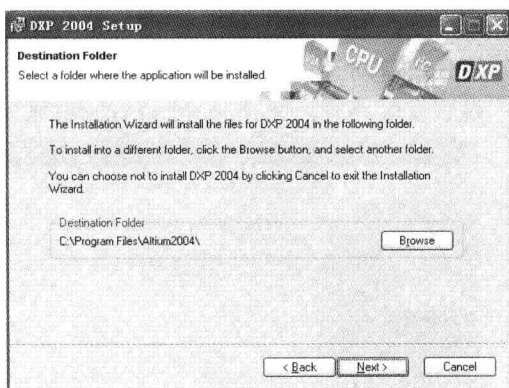 DXP 2004 Setup
Destination Folder
Select a folder where the application will be installed.
CPU
DXP
The Installation Wizard will install the files for DXP 2004 in the following folder.
To install into a different folder, click the Browse button, and select another folder.
You can choose not to install DXP 2004 by clicking Cancel to exit the Installation
Wizard.
Destination Folder
C:\Program Files\Altium2004\
Browse
< Back
Next >
Cancel